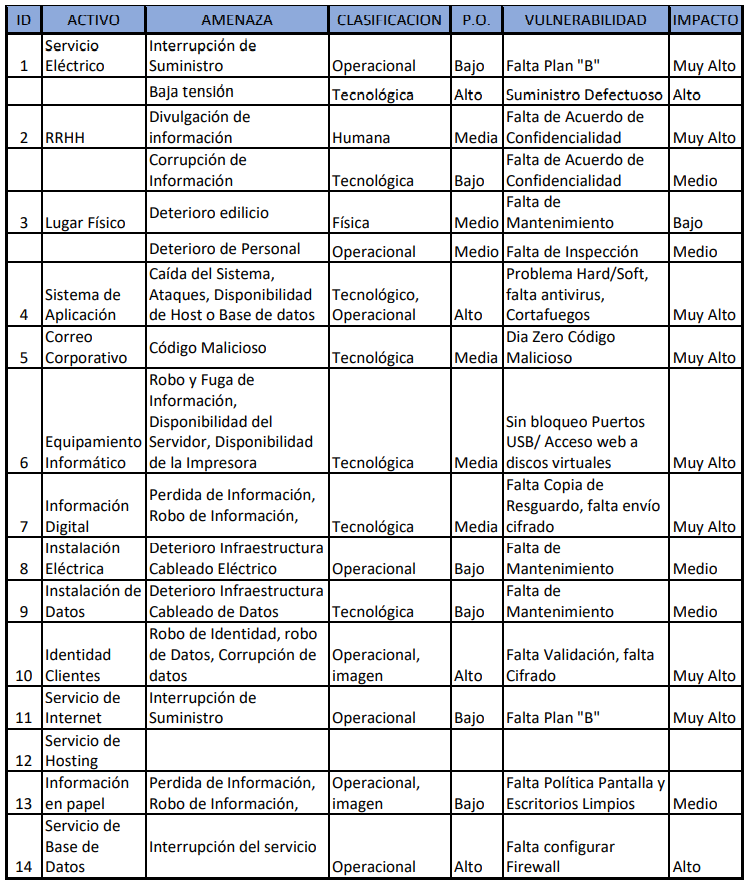 ID ACTIVO AMENAZA CLASIFICACION P.O. VULNERABILIDAD IMPACTO
Servicio Interrupción de
1 Eléctrico Suministro Operacional Bajo Falta Plan "B" Muy Alto
Baja tensión Tecnológica Alto Suministro Defectuoso Alto
Divulgación de Falta de Acuerdo de
2 RRHH información Humana Media Confidencialidad Muy Alto
Corrupción de Falta de Acuerdo de
Información Tecnológica Bajo Confidencialidad Medio
Deterioro edilicio Falta de
3 Lugar Físico Física Medio Mantenimiento Bajo
Deterioro de Personal Operacional Medio Falta de Inspección Medio
Caída del Sistema, Problema Hard/Soft,
Sistema de Ataques, Disponibilidad Tecnológico, falta antivirus,
4 Aplicación de Host o Base de datos Operacional Alto Cortafuegos Muy Alto
Correo Código Malicioso Dia Zero Código
5 Corporativo Tecnológica Media Malicioso Muy Alto
Robo y Fuga de
Información,
Disponibilidad del
Equipamiento Servidor, Disponibilidad Sin bloqueo Puertos
USB/ Acceso web a
6 Informático de la Impresora Tecnológica Media discos virtuales Muy Alto
Falta Copia de
Información Perdida de Información, Resguardo, falta envío
7 Digital Robo de Información, Tecnológica Media cifrado Muy Alto
Instalación Deterioro Infraestructura Falta de
8 Eléctrica Cableado Eléctrico Operacional Bajo Mantenimiento Medio
Instalación de Deterioro Infraestructura Falta de
9 Datos Cableado de Datos Tecnológica Bajo Mantenimiento Medio
Robo de Identidad, robo
Identidad de Datos, Corrupción de Operacional, Falta Validación, falta
10 Clientes datos imagen Alto Cifrado Muy Alto
Servicio de Interrupción de
11 Internet Suministro Operacional Bajo Falta Plan "B" Muy Alto
Servicio de
12 Hosting
Información Perdida de Información, Operacional, Falta Política Pantalla y
13 en papel Robo de Información, imagen Bajo Escritorios Limpios Medio
Servicio de
Base de Interrupción del servicio Falta configurar
14 Datos Operacional Alto Firewall Alto